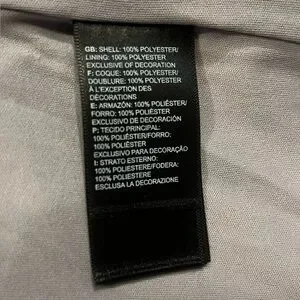 GB: SHELL: 100% POLYESTER/
LINING: 100% POLYESTER
EXCLUSIVE OF DECORATION
F: COQUE: 100% POLYESTER/
DOUBLURE: 100% POLYESTER
À L'EXCEPTION DES
DÉCORATIONS
E: ARMAZÓN: 100% POLIÉSTER/
FORRO: 100% POLIÉSTER
EXCLUSIVO DE DECORACIÓN
P: TECIDO PRINCIPAL:
100% POLIÉSTER/FORRO:
100% POLIÉSTER
EXCLUSIVO PARA DECORAÇÃO
I: STRATO ESTERNO:
100% POLIESTERE/FODERA:
100% POLIESTERE
ESCLUSA LA DECORAZIONE